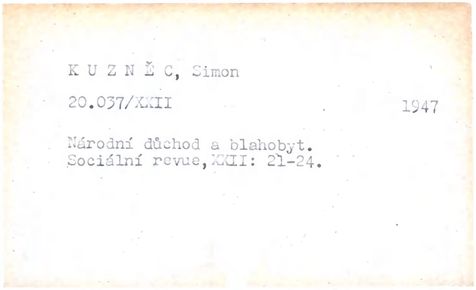 K U Z N Ě C, Simon
20.037/XXII 1947
Národní důchod a blahobyt.
Sociální revue,XXII: 21-24.